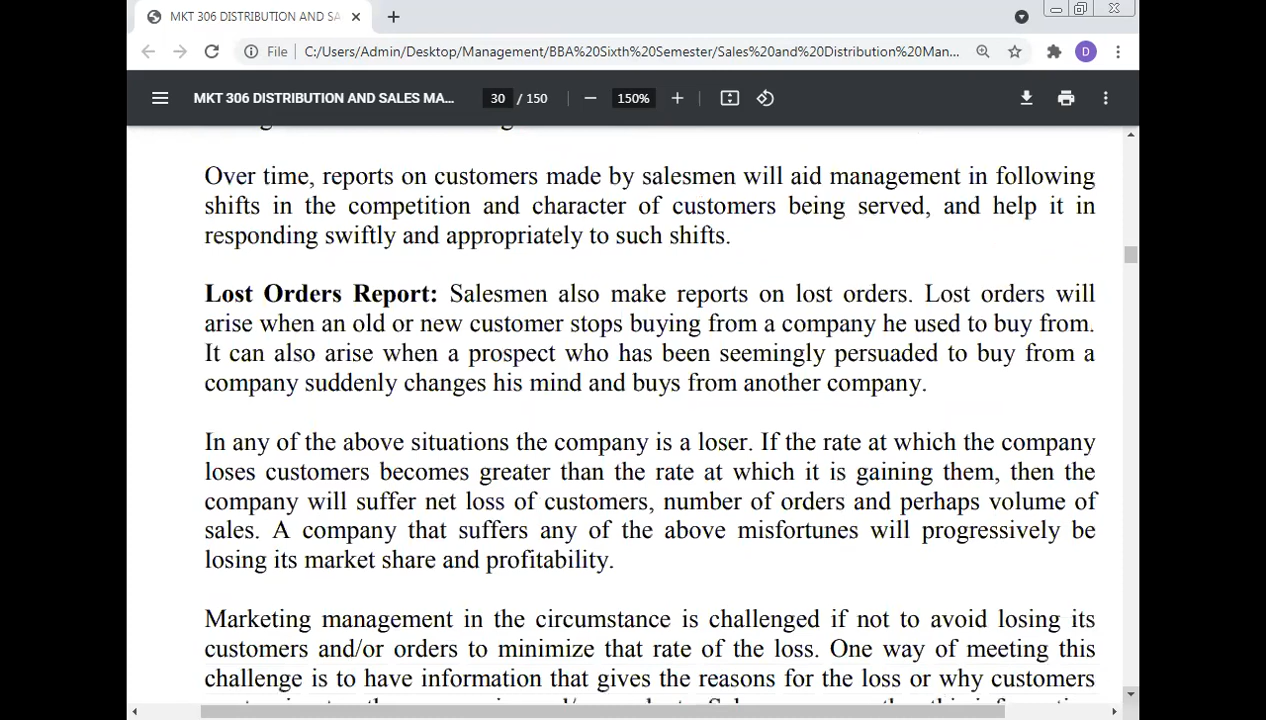 MKT 306 DISTRIBUTION AND SA
File C:/Users/Admin/Desktop/Management/BBA%20Sixth%20Semester/Sales%20and%20Distribution%20Man...
D
MKT 306 DISTRIBUTION AND SALES MA... 30 / 150 150%
Over time, reports on customers made by salesmen will aid management in following
shifts in the competition and character of customers being served, and help it in
responding swiftly and appropriately to such shifts.
Lost Orders Report: Salesmen also make reports on lost orders. Lost orders will
arise when an old or new customer stops buying from a company he used to buy from.
It can also arise when a prospect who has been seemingly persuaded to buy from a
company suddenly changes his mind and buys from another company.
In any of the above situations the company is a loser. If the rate at which the company
loses customers becomes greater than the rate at which it is gaining them, then the
company will suffer net loss of customers, number of orders and perhaps volume of
sales. A company that suffers any of the above misfortunes will progressively be
losing its market share and profitability.
Marketing management in the circumstance is challenged if not to avoid losing its
customers and/or orders to minimize that rate of the loss. One way of meeting this
challenge is to have information that gives the reasons for the loss or why customers